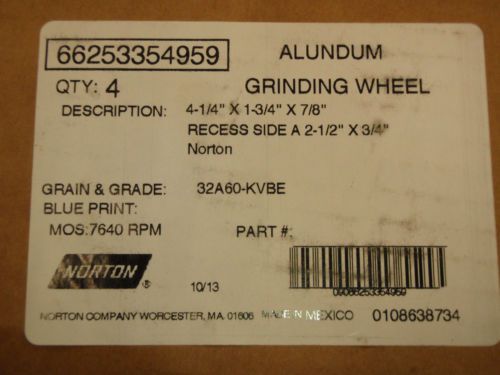 66253354959 ALUNDUM
QTY: 4 GRINDING WHEEL
DESCRIPTION: 4-1/4" X 1-3/4" X 7/8"
RECESS SIDE A 2-1/2" X 3/4"
Norton
GRAIN & GRADE: 32A60-KVBE
BLUE PRINT:
MOS:7640 RPM PART #:
NORTON ®
10/13
09066253354959
NORTON COMPANY WORCESTER, MA. 01606 MADE IN MEXICO 0108638734